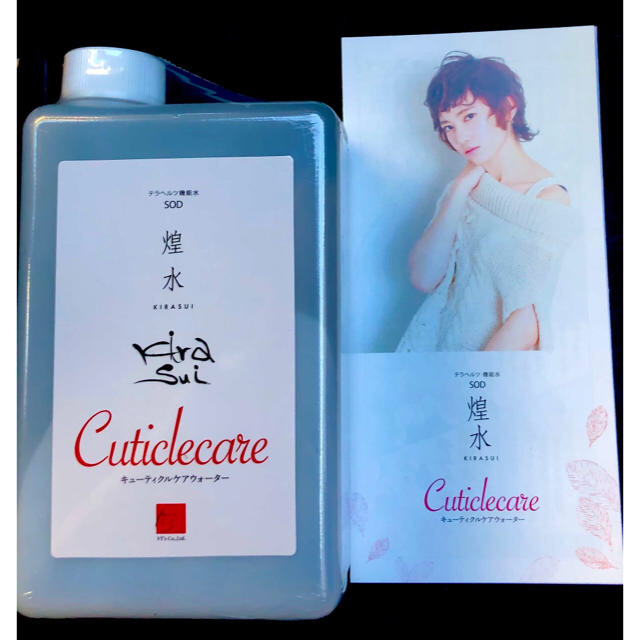 テラヘルツ機能水
SOD
煌
水
KIRASUI
Kira
Sui
Cuticlecare
キューティクルケアウォーター
テラヘルツ 機能水
SOD
煌
水
KIRASUI
Cuticlecare
キューティクルケアウォーター